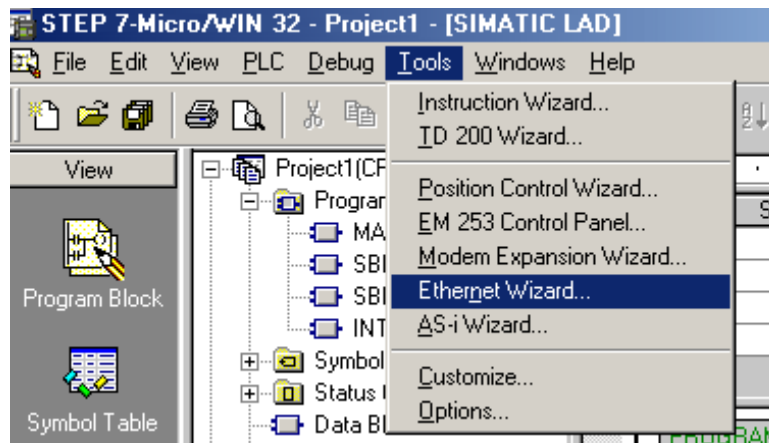 STEP 7-Micro/WIN 32 - Project1 - [SIMATIC LAD]
File Edit View PLC Debug Tools Windows Help
Instruction Wizard...
TD 200 Wizard...
Position Control Wizard...
EM 253 Control Panel...
Modem Expansion Wizard...
Ethernet Wizard...
AS-i Wizard...
Customize...
Options...
View
Program Block
Symbol Table
Project1(CP
Program
MA
SBI
SBI
INT
Symbol
Status
Data Bl